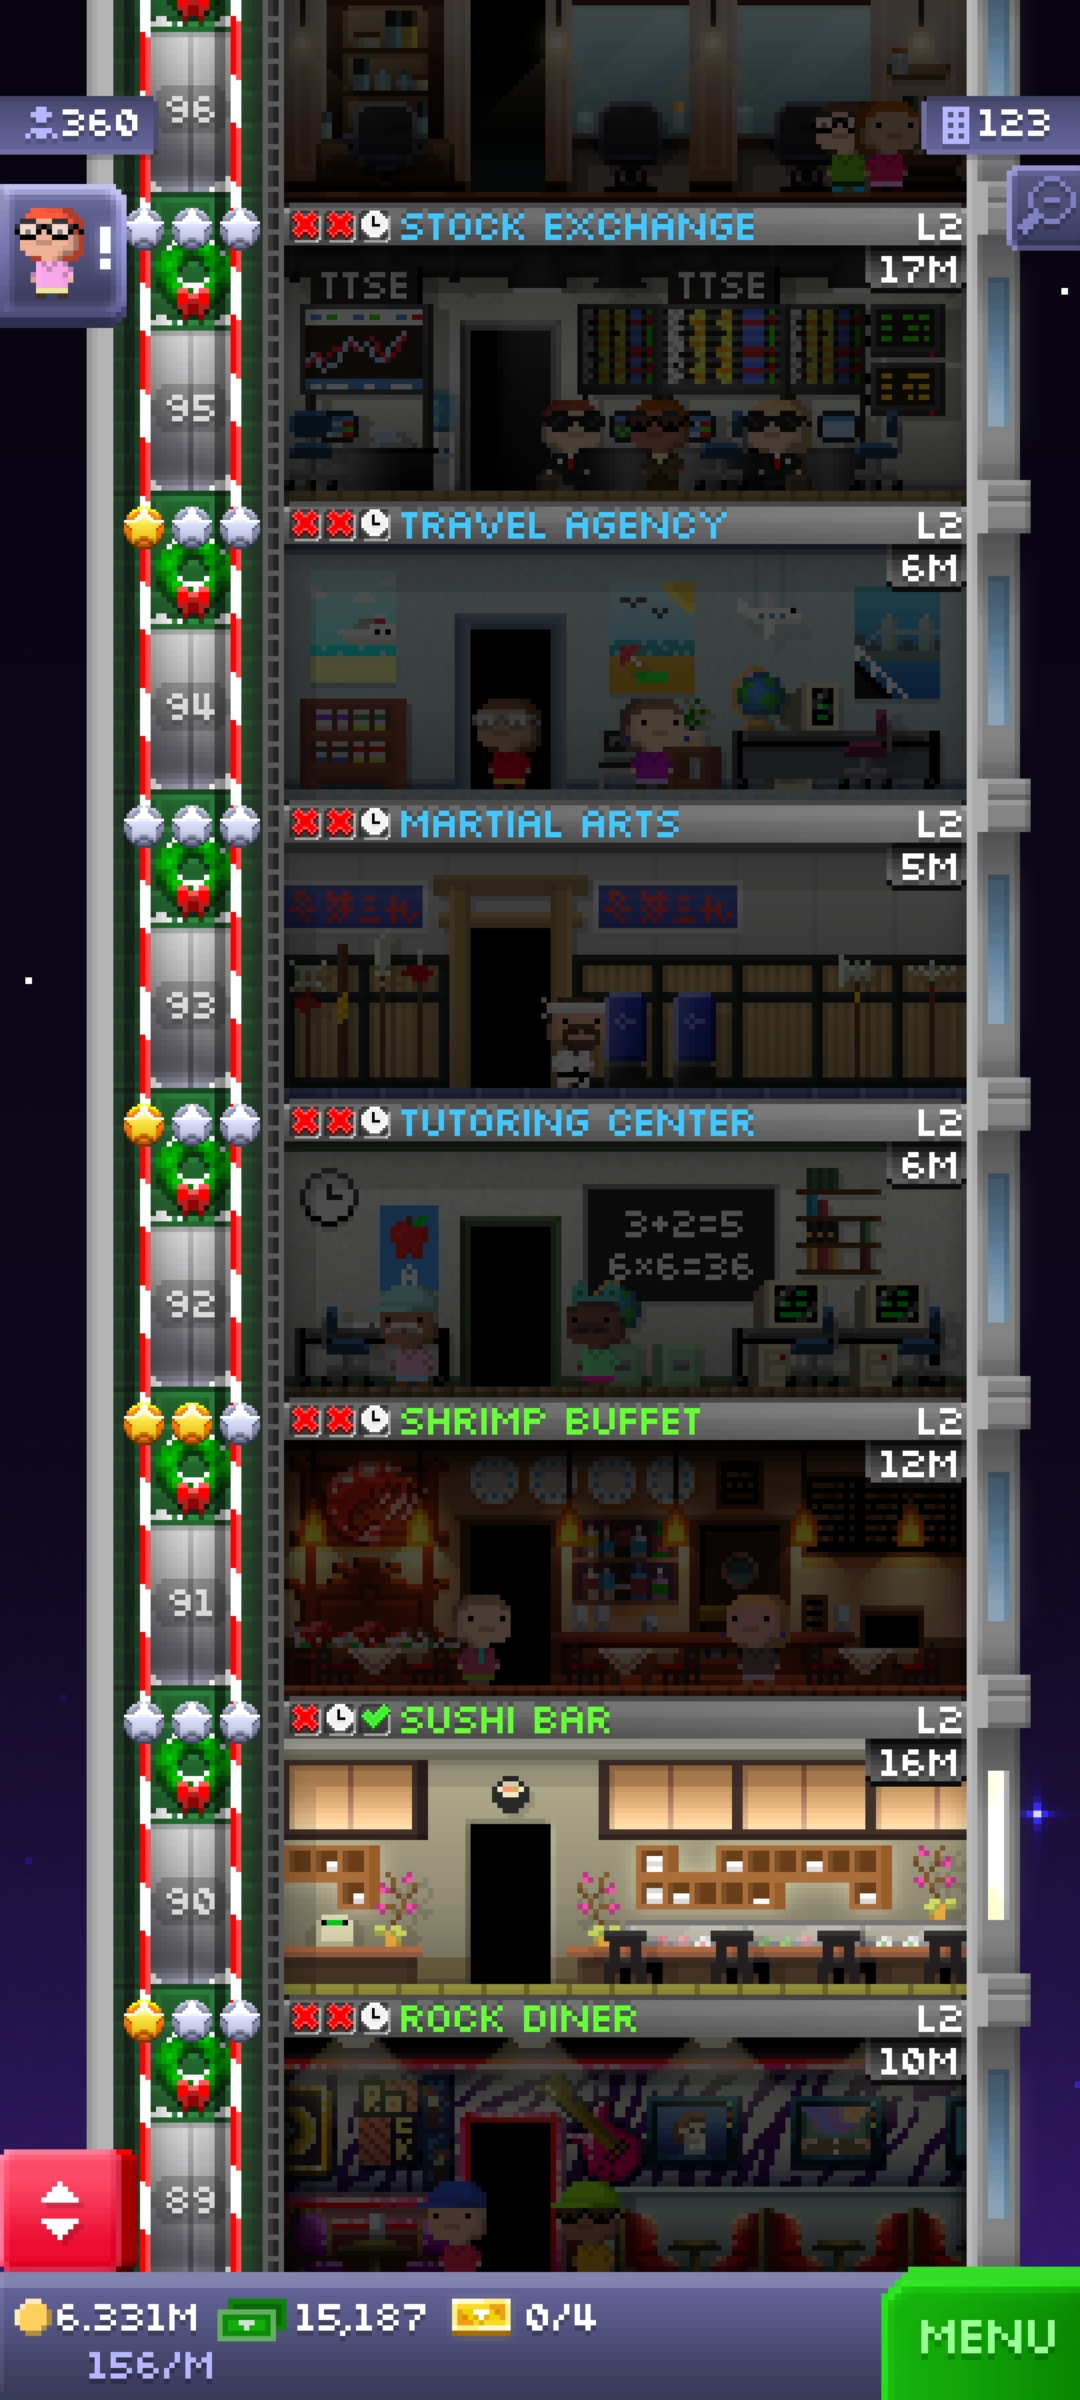 96
360
123
!
STOCK EXCHANGE L2
17M
TTSE TTSE
95
TRAVEL AGENCY L2
6M
94
MARTIAL ARTS L2
5M
93
TUTORING CENTER L2
6M
3+2=5
6×6=36
A
92
SHRIMP BUFFET L2
12M
91
SUSHI BAR L2
16M
90
ROCK DINER L2
10M
89
6.331M 15,187 0/4
156/M
MENU